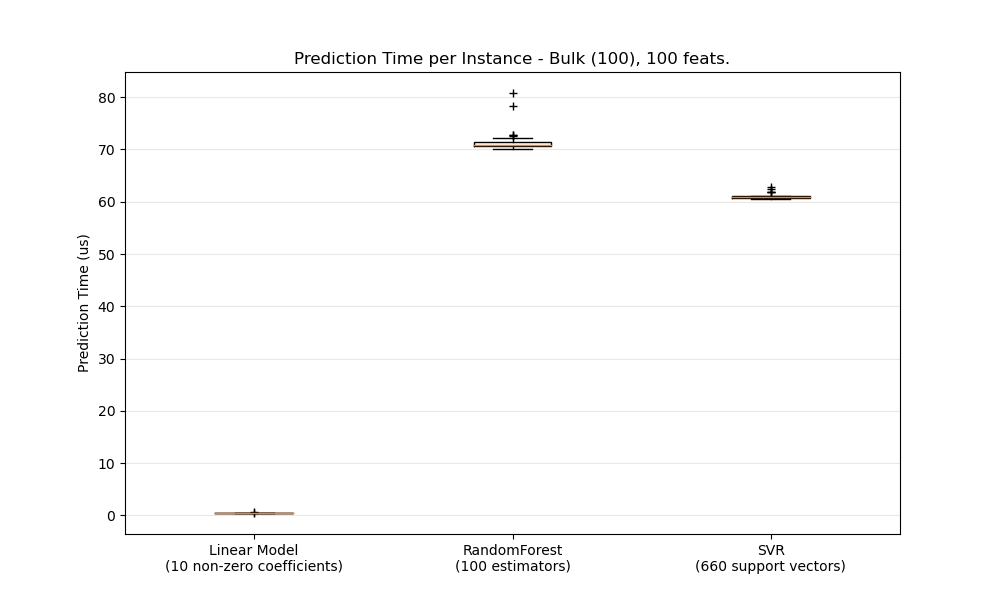 Prediction Time per Instance - Bulk (100), 100 feats.
80
70
60
50
40
30
20
10
0
Prediction Time (us)
Linear Model
(10 non-zero coefficients)
RandomForest
(100 estimators)
SVR
(660 support vectors)